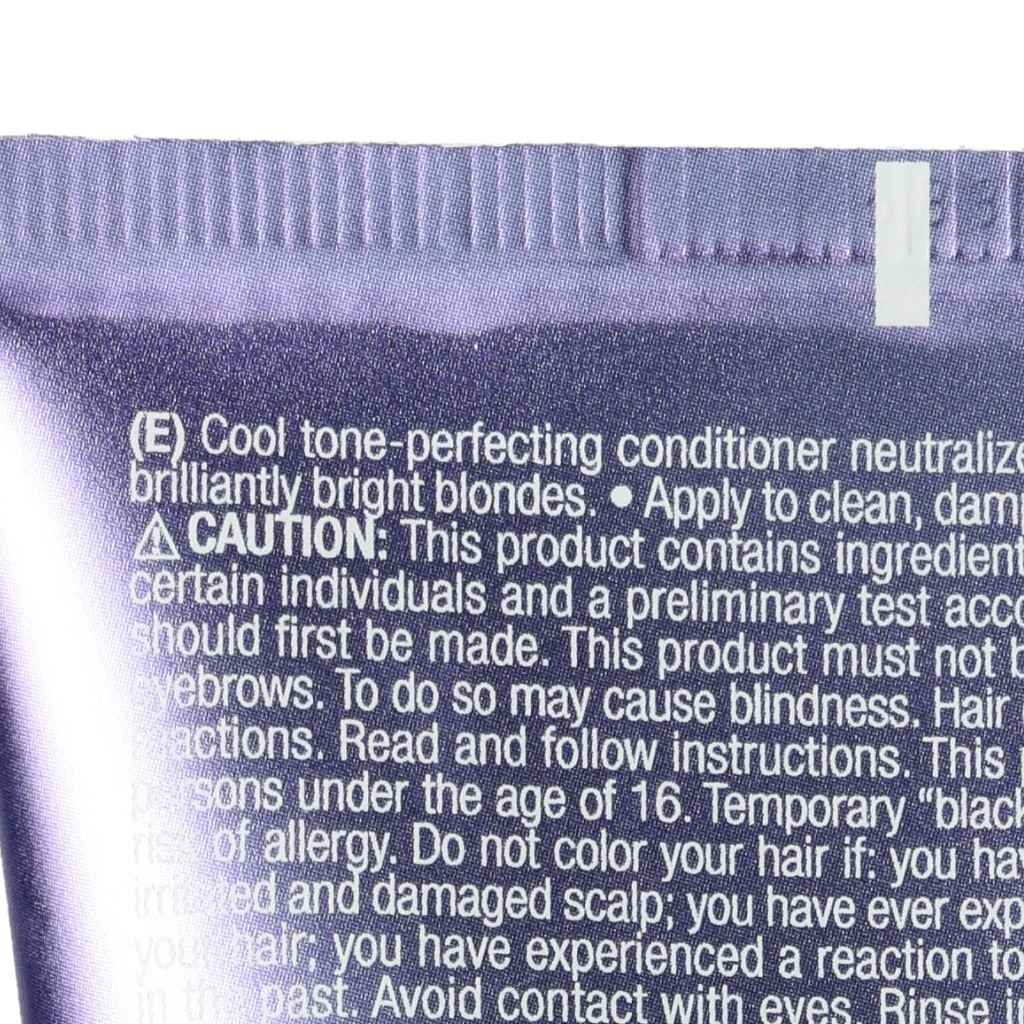 (E) Cool tone-perfecting conditioner neutralize
brilliantly bright blondes. • Apply to clean, dam
⚠ CAUTION: This product contains ingredient
certain individuals and a preliminary test acco
should first be made. This product must not b
eyebrows. To do so may cause blindness. Hair
reactions. Read and follow instructions. This
persons under the age of 16. Temporary “black
risk of allergy. Do not color your hair if: you ha
irritated and damaged scalp; you have ever exp
your hair; you have experienced a reaction to
in the past. Avoid contact with eyes. Rinse i